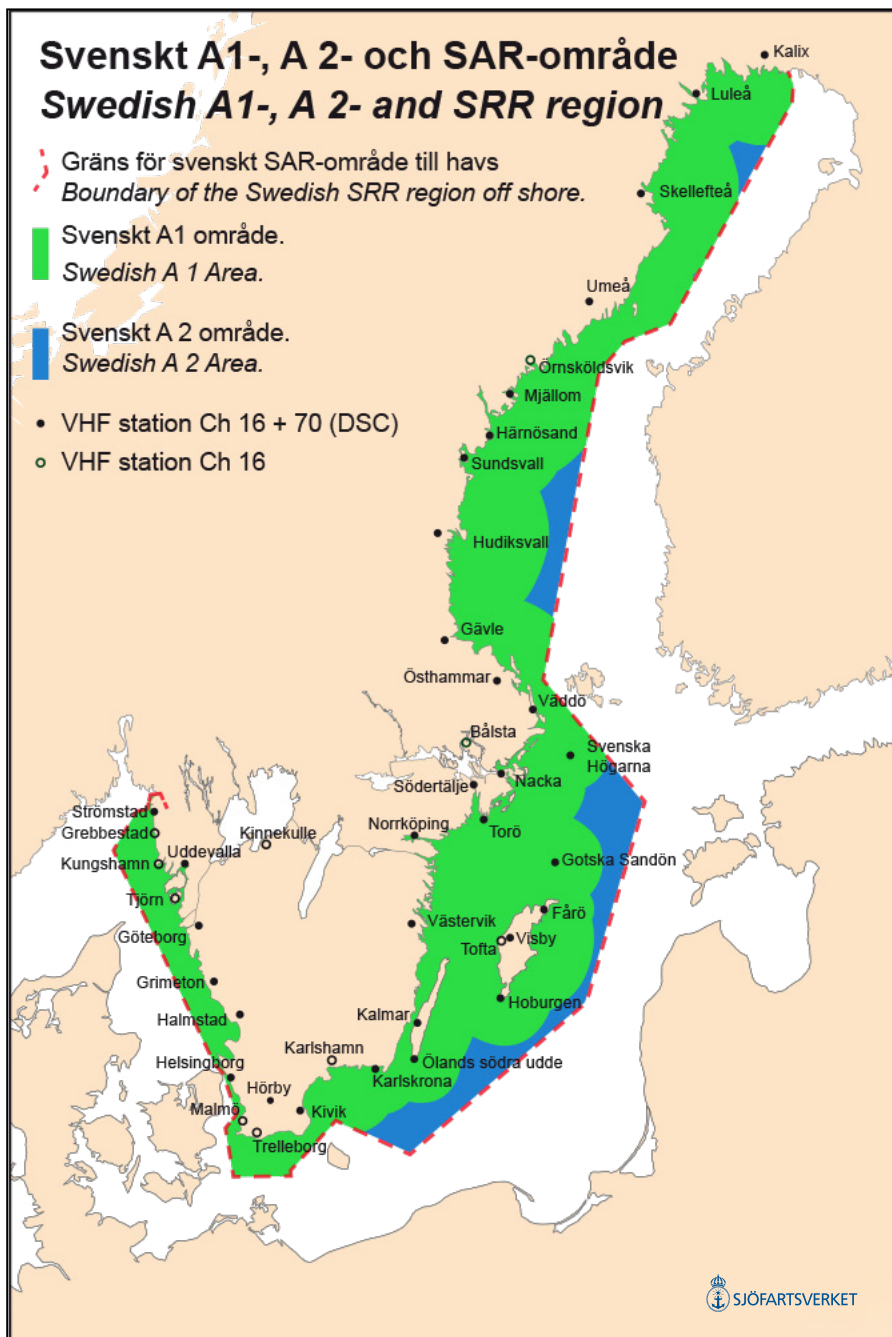 Svenskt A1-, A 2- och SAR-område
Swedish A1-, A 2- and SRR region
Gräns för svenskt SAR-område till havs
Boundary of the Swedish SRR region off shore.
Svenskt A1 område.
Swedish A 1 Area.
Svenskt A 2 område.
Swedish A 2 Area.
VHF station Ch 16 + 70 (DSC)
VHF station Ch 16
Kalix
Luleå
Skellefteå
Umeå
Örnsköldsvik
Mjällom
Härnösand
Sundsvall
Hudiksvall
Gävle
Östhammar
Väddö
Bålsta
Svenska
Högarna
Nacka
Södertälje
Strömstad
Grebbestad
Kinnekulle
Norrköping
Torö
Kungshamn
Uddevalla
Gotska Sandön
Tjörn
Fårö
Göteborg
Västervik
Visby
Tofta
Grimeton
Hoburgen
Halmstad
Kalmar
Karlshamn
Ölands södra udde
Helsingborg
Karlskrona
Hörby
Malmö
Kivik
Trelleborg
SJÖFARTSVERKET